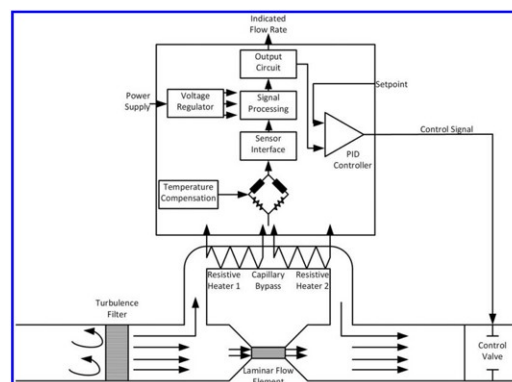 Indicated
Flow Rate
Output
Circuit
Power
Supply
Voltage
Regulator
Signal
Processing
Setpoint
Sensor
Interface
PID
Controller
Control Signal
Temperature
Compensation
Resistive
Heater 1
Capillary
Bypass
Resistive
Heater 2
Turbulence
Filter
Laminar Flow
Element
Control
Valve